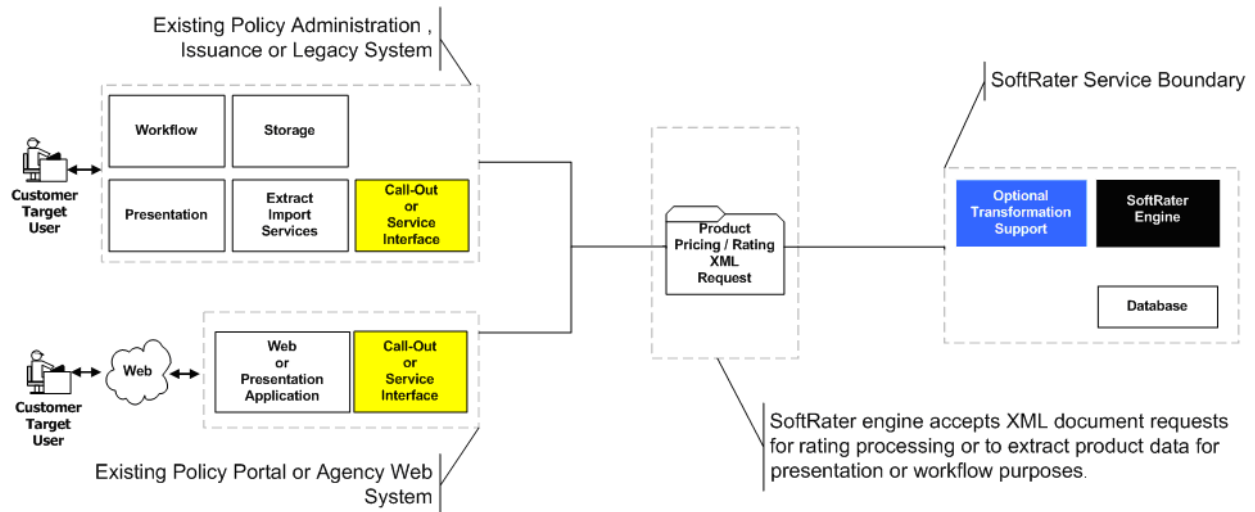 Existing Policy Administration ,
Issuance or Legacy System
SoftRater Service Boundary
Workflow
Storage
Customer
Target
User
Presentation
Extract
Import
Services
Call-Out
or
Service
Interface
Product
Pricing / Rating
XML
Request
Optional
Transformation
Support
SoftRater
Engine
Database
Customer
Target
User
Web
Web
or
Presentation
Application
Call-Out
or
Service
Interface
Existing Policy Portal or Agency Web
System
SoftRater engine accepts XML document requests
for rating processing or to extract product data for
presentation or workflow purposes.